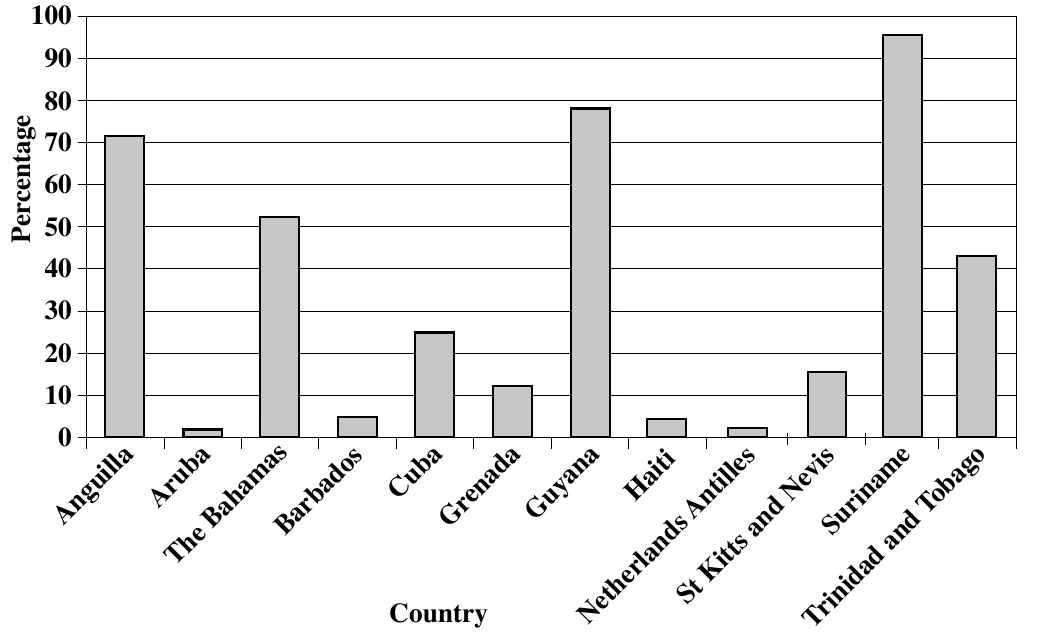 Percentage
100
90
80
70
60
50
40
30
20
10
0
Anguilla
Aruba
The Bahamas
Barbados
Cuba
Grenada
Guyana
Haiti
Netherlands Antilles
St Kitts and Nevis
Suriname
Trinidad and Tobago
Country